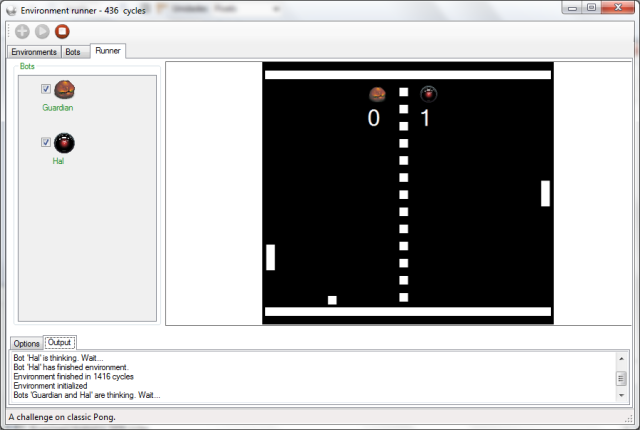 Environment runner - 436 cycles
Environments Bots Runner
Bots
Guardian
Hal
0 1
Options Output
Bot 'Hal' is thinking. Wait...
Bot 'Hal' has finished environment.
Environment finished in 1416 cycles
Environment initialized
Bots 'Guardian and Hal' are thinking. Wait...
A challenge on classic Pong.